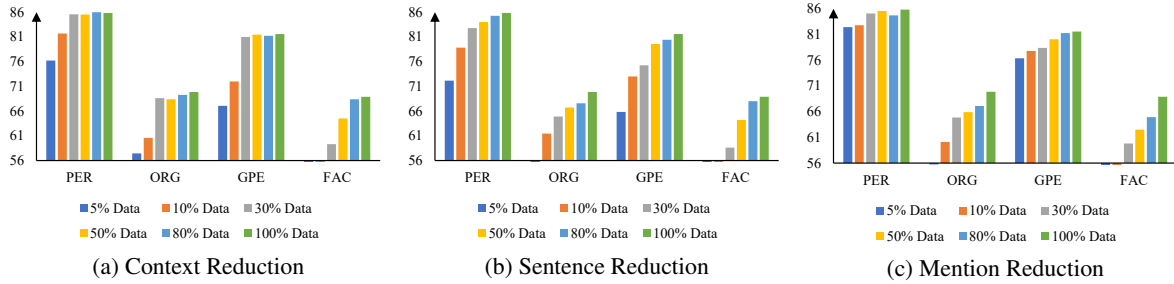 86
81
76
71
66
61
56
PER ORG GPE FAC
5% Data 10% Data 30% Data
50% Data 80% Data 100% Data
(a) Context Reduction
86
81
76
71
66
61
56
PER ORG GPE FAC
5% Data 10% Data 30% Data
50% Data 80% Data 100% Data
(b) Sentence Reduction
86
81
76
71
66
61
56
PER ORG GPE FAC
5% Data 10% Data 30% Data
50% Data 80% Data 100% Data
(c) Mention Reduction